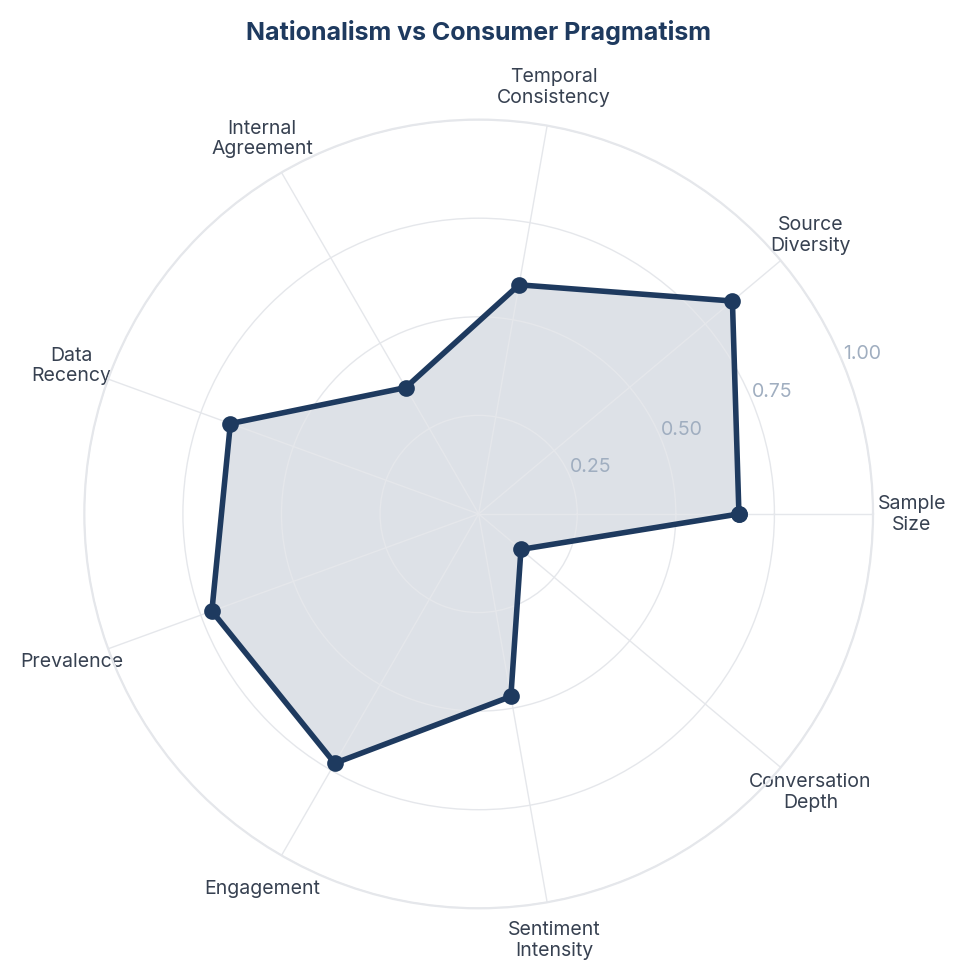 Nationalism vs Consumer Pragmatism
Temporal
Consistency
Internal
Agreement
Source
Diversity
Data
Recency
1.00
0.75
0.50
0.25
Sample
Size
Prevalence
Conversation
Depth
Engagement
Sentiment
Intensity